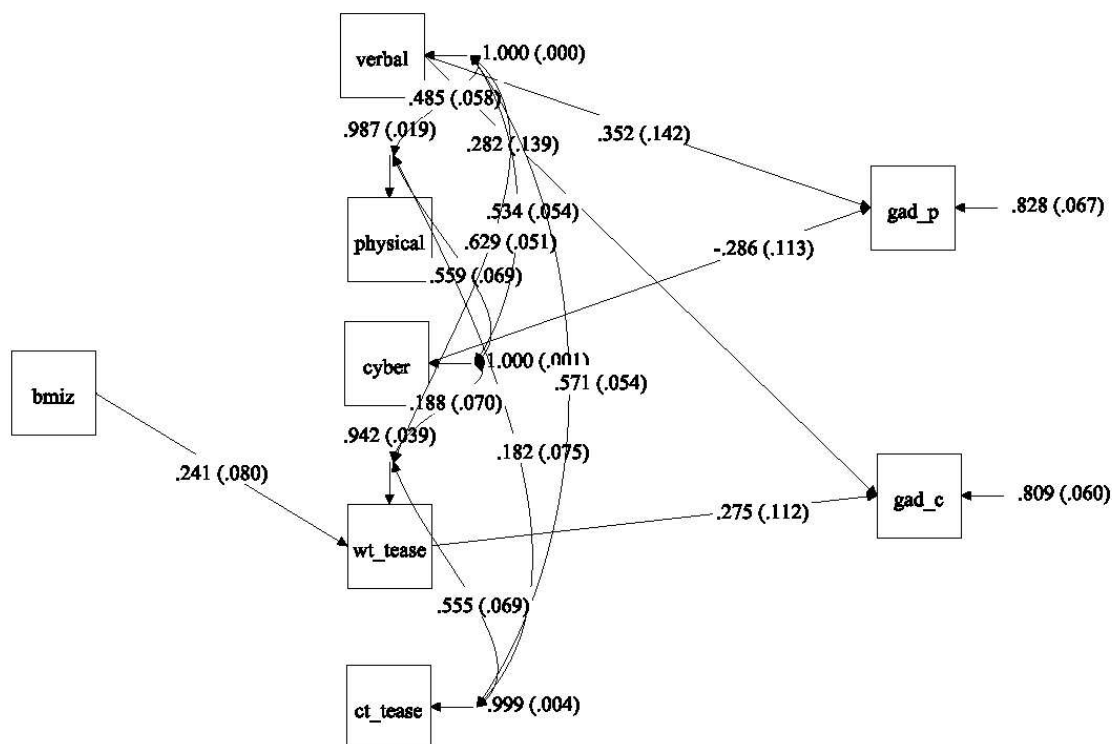 verbal
1.000 (.000)
.485 (.058)
.987 (.019)
.282 (.139)
.352 (.142)
physical
.534 (.054)
.629 (.051)
.559 (.069)
gad_p
.828 (.067)
-.286 (.113)
cyber
1.000 (.001)
.571 (.054)
bmiz
.188 (.070)
.942 (.039)
.182 (.075)
.241 (.080)
wt_tease
.275 (.112)
gad_c
.809 (.060)
.555 (.069)
ct_tease
.999 (.004)